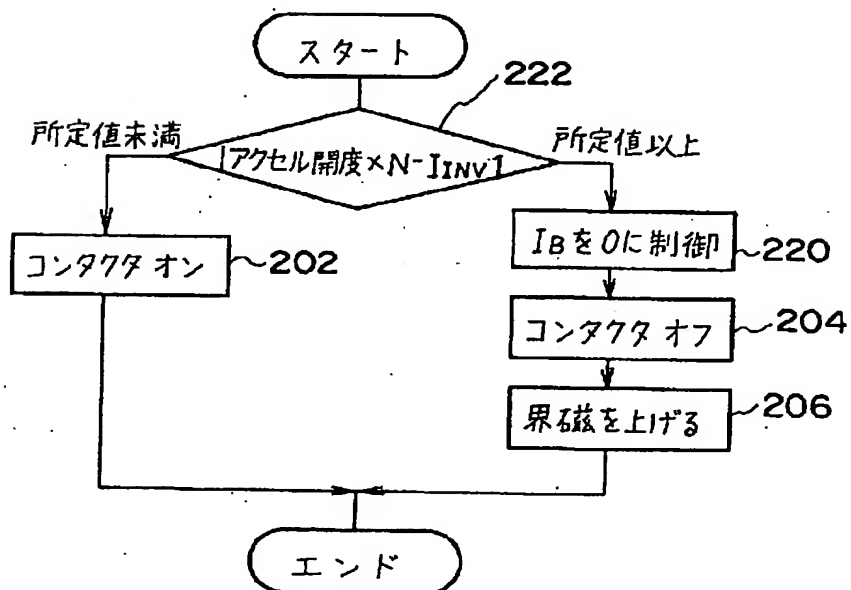 スタート
222
所定値未満
|アクセル開度×N-IINV|
所定値以上
コンタクタ オン
202
IBを0に制御
220
コンタクタ オフ
204
界磁を上げる
206
エンド